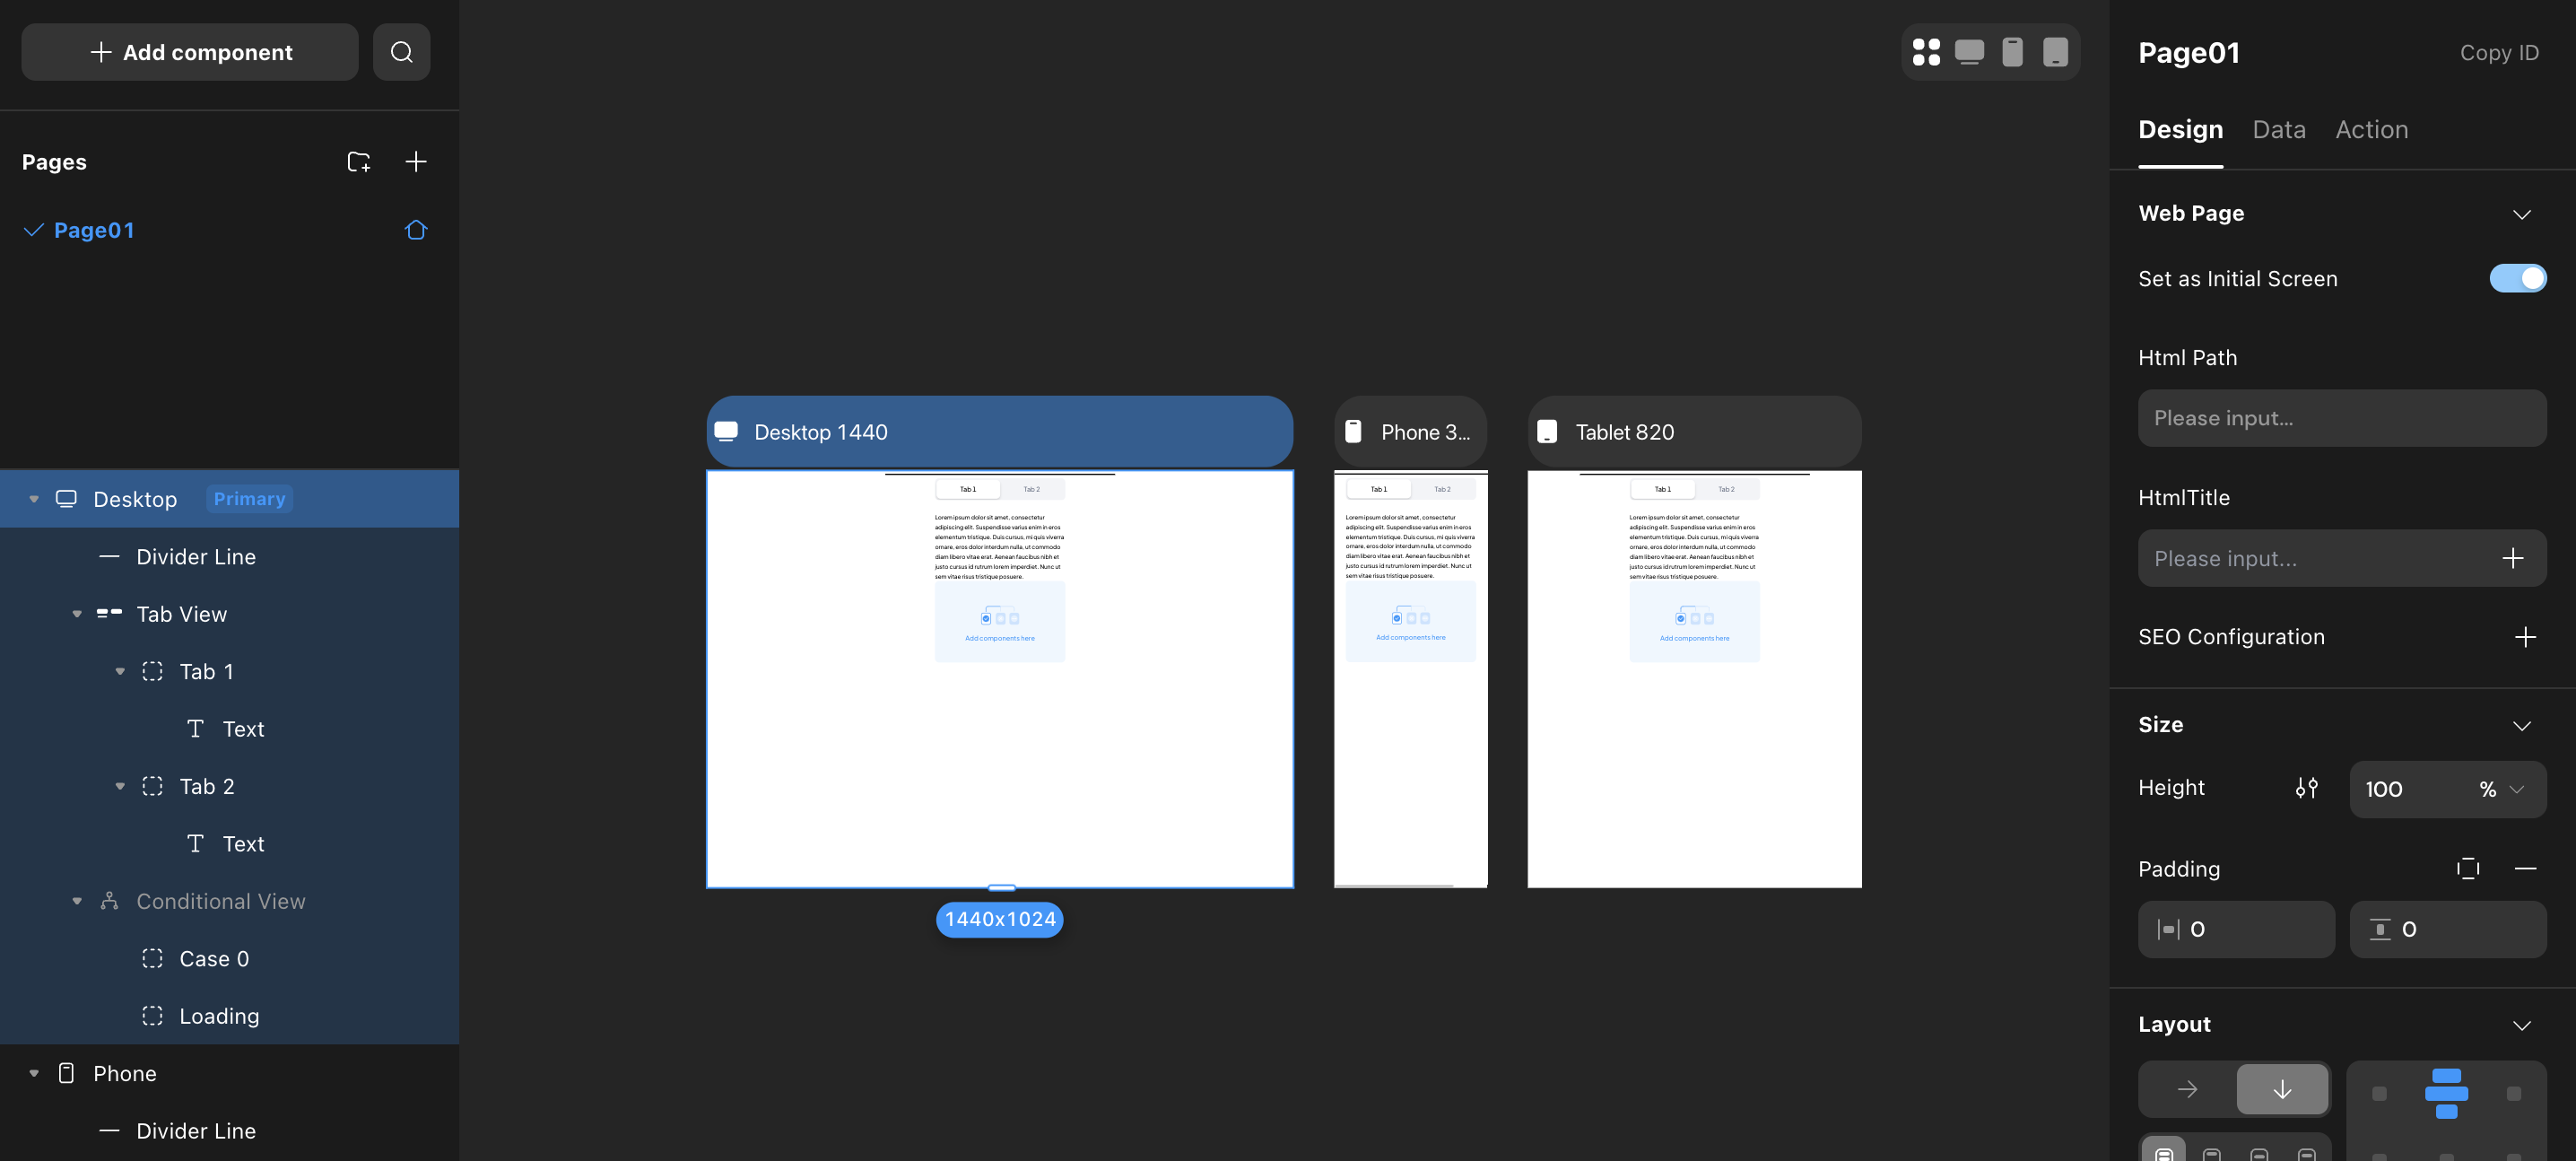 Add component
Pages
Page01
Desktop Primary
Divider Line
Tab View
Tab 1
Text
Tab 2
Text
Conditional View
Case 0
Loading
Phone
Divider Line
Desktop 1440
Tab 1 Tab 2
Lorem ipsum dolor sit amet, consectetur
adipiscing elit. Suspendisse varius enim in eros
elementum tristique. Duis cursus, mi quis viverra
ornare, eros dolor interdum nulla, ut commodo
diam libero vitae erat. Aenean faucibus nibh et
justo cursus id rutrum lorem imperdiet. Nunc ut
sem vitae risus tristique posuere.
Add components here
1440x1024
Phone 3...
Tab 1 Tab 2
Lorem ipsum dolor sit amet, consectetur
adipiscing elit. Suspendisse varius enim in eros
elementum tristique. Duis cursus, mi quis viverra
ornare, eros dolor interdum nulla, ut commodo
diam libero vitae erat. Aenean faucibus nibh et
justo cursus id rutrum lorem imperdiet. Nunc ut
sem vitae risus tristique posuere.
Add components here
Tablet 820
Tab 1 Tab 2
Lorem ipsum dolor sit amet, consectetur
adipiscing elit. Suspendisse varius enim in eros
elementum tristique. Duis cursus, mi quis viverra
ornare, eros dolor interdum nulla, ut commodo
diam libero vitae erat. Aenean faucibus nibh et
justo cursus id rutrum lorem imperdiet. Nunc ut
sem vitae risus tristique posuere.
Add components here
Page01 Copy ID
Design Data Action
Web Page
Set as Initial Screen
Html Path
Please input...
HtmlTitle
Please input...
SEO Configuration
Size
Height 100 %
Padding
0 0
Layout